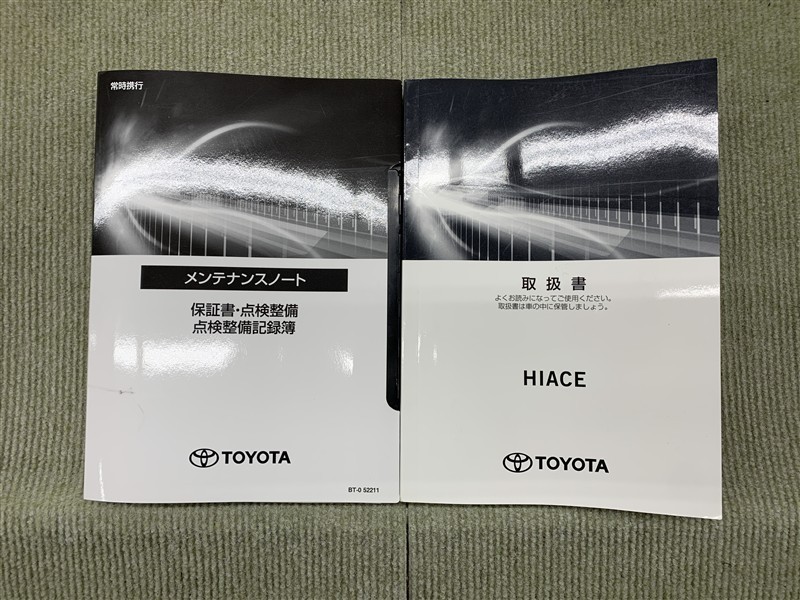 常時携行
メンテナンスノート
保証書・点検整備
点検整備記録簿
TOYOTA
BT-0 52211
取扱書
よくお読みになってご使用ください。
取扱書は車の中に保管しましょう。
HIACE
TOYOTA